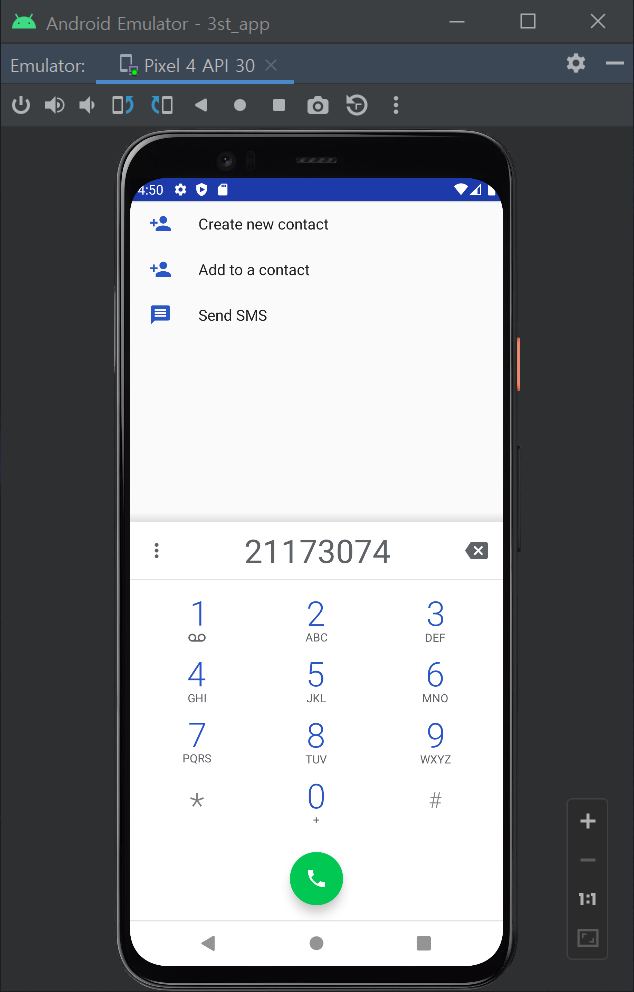 Android Emulator - 3st_app
Emulator: Pixel 4 API 30
4:50
Create new contact
Add to a contact
Send SMS
21173074
1 2 3
ABC DEF
4 5 6
GHI JKL MNO
7 8 9
PQRS TUV WXYZ
* 0 #
+
1:1